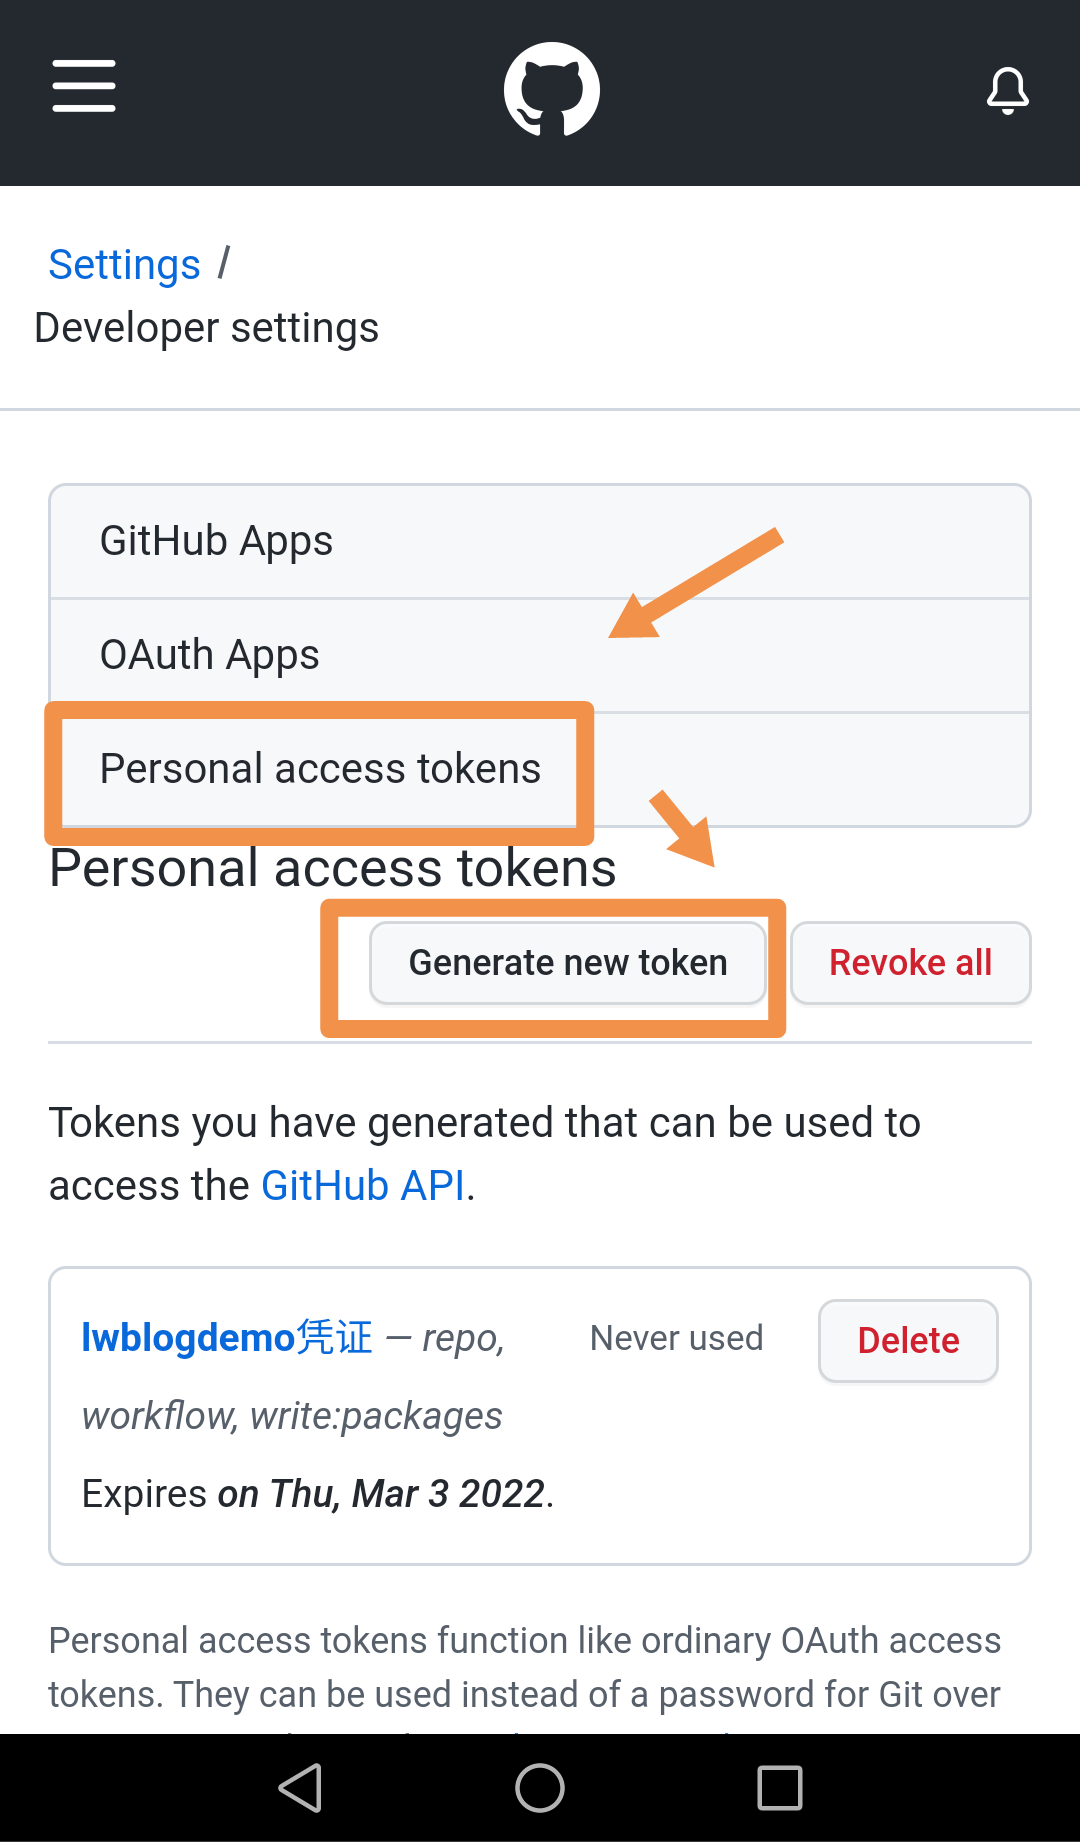 Settings /
Developer settings
GitHub Apps
OAuth Apps
Personal access tokens
Personal access tokens
Generate new token
Revoke all
Tokens you have generated that can be used to
access the GitHub API.
lwblogdemo凭证 — repo,
Never used
Delete
workflow, write:packages
Expires on Thu, Mar 3 2022.
Personal access tokens function like ordinary OAuth access
tokens. They can be used instead of a password for Git over